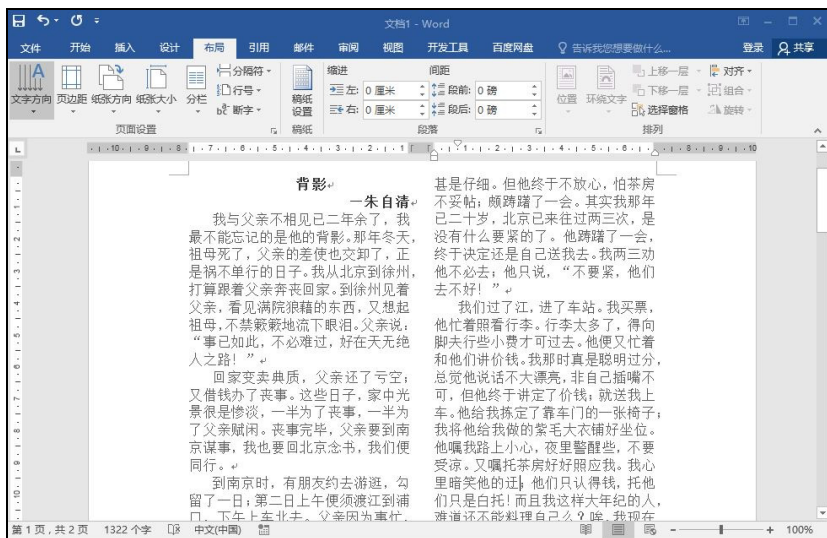 文档1 - Word
文件 开始 插入 设计 布局 引用 邮件 审阅 视图 开发工具 百度网盘 告诉我您想要做什么... 登录 共享
文字方向 页边距 纸张方向 纸张大小 分栏
分隔符
行号
断字
页面设置
稿纸设置
稿纸
缩进 间距
左: 0 厘米 段前: 0 磅
右: 0 厘米 段后: 0 磅
段落
位置 环绕文字
上移一层 对齐
下移一层 组合
选择窗格 旋转
排列
背影
—朱自清
我与父亲不相见已二年余了，我
最不能忘记的是他的背影。那年冬天，
祖母死了，父亲的差使也交卸了，正
是祸不单行的日子。我从北京到徐州，
打算跟着父亲奔丧回家。到徐州见着
父亲，看见满院狼藉的东西，又想起
祖母，不禁簌簌地流下眼泪。父亲说：
“事已如此，不必难过，好在天无绝
人之路！”
回家变卖典质，父亲还了亏空；
又借钱办了丧事。这些日子，家中光
景很是惨淡，一半为了丧事，一半为
了父亲赋闲。丧事完毕，父亲要到南
京谋事，我也要回北京念书，我们便
同行。
到南京时，有朋友约去游逛，勾
留了一日；第二日上午便须渡江到浦
口，下午上车北去。父亲因为事忙，
甚是仔细。但他终于不放心，怕茶房
不妥帖；颇踌躇了一会。其实我那年
已二十岁，北京已来往过两三次，是
没有什么要紧的了。他踌躇了一会，
终于决定还是自己送我去。我两三劝
他不必去；他只说，“不要紧，他们
去不好！”
我们过了江，进了车站。我买票，
他忙着照看行李。行李太多了，得向
脚夫行些小费才可过去。他便又忙着
和他们讲价钱。我那时真是聪明过分，
总觉他说话不大漂亮，非自己插嘴不
可，但他终于讲定了价钱；就送我上
车。他给我拣定了靠车门的一张椅子；
我将他给我做的紫毛大衣铺好坐位。
他嘱我路上小心，夜里警醒些，不要
受凉。又嘱托茶房好好照应我。我心
里暗笑他的迂；他们只认得钱，托他
们只是白托！而且我这样大年纪的人，
难道还不能料理自己么？唉，我现在
第 1 页，共 2 页 1322 个字 中文(中国) 100%